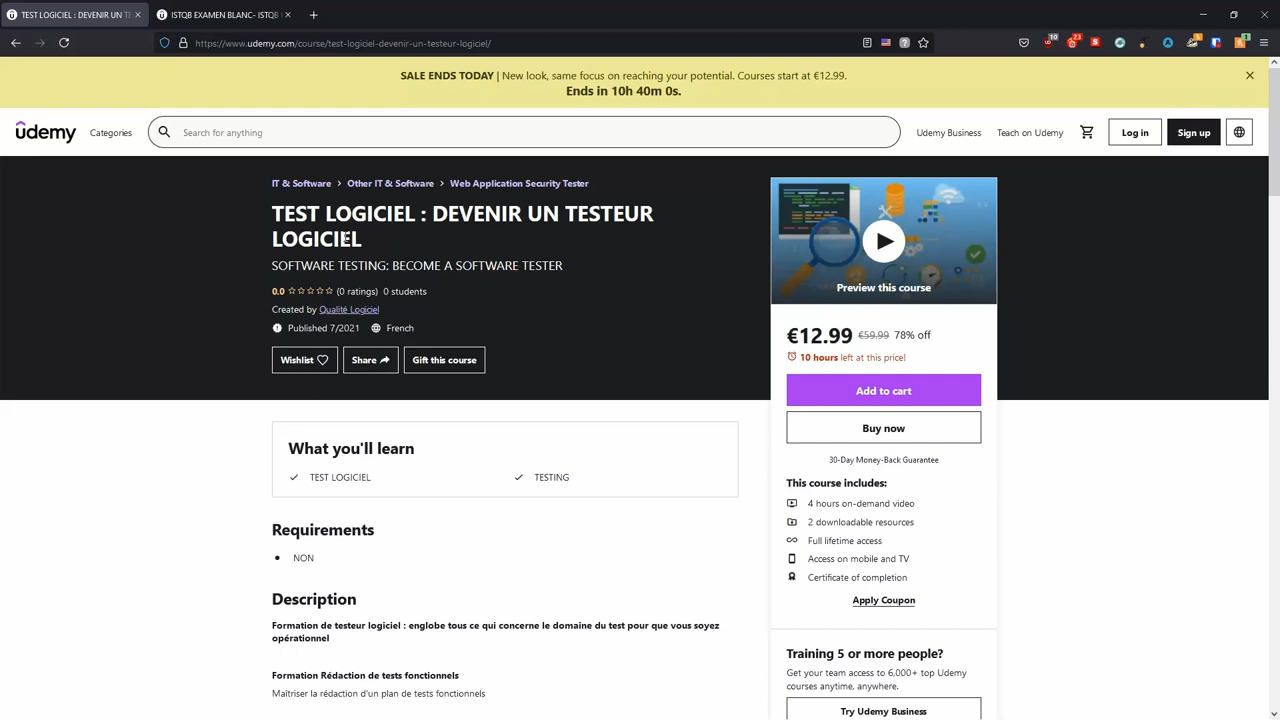 TEST LOGICIEL : DEVENIR UN TE
ISTQB EXAMEN BLANC- ISTQB
https://www.udemy.com/course/test-logiciel-devenir-un-testeur-logiciel/
10
23
5
1
SALE ENDS TODAY | New look, same focus on reaching your potential. Courses start at €12.99.
Ends in 10h 40m 0s.
udemy
Categories
Search for anything
Udemy Business
Teach on Udemy
Log in
Sign up
IT & Software > Other IT & Software > Web Application Security Tester
TEST LOGICIEL : DEVENIR UN TESTEUR
LOGICIEL
SOFTWARE TESTING: BECOME A SOFTWARE TESTER
0.0 (0 ratings) 0 students
Created by Qualité Logiciel
Published 7/2021 French
Wishlist
Share
Gift this course
Preview this course
€12.99 €59.99 78% off
10 hours left at this price!
Add to cart
Buy now
30-Day Money-Back Guarantee
This course includes:
4 hours on-demand video
2 downloadable resources
Full lifetime access
Access on mobile and TV
Certificate of completion
Apply Coupon
Training 5 or more people?
Get your team access to 6,000+ top Udemy
courses anytime, anywhere.
Try Udemy Business
What you'll learn
TEST LOGICIEL
TESTING
Requirements
NON
Description
Formation de testeur logiciel : englobe tous ce qui concerne le domaine du test pour que vous soyez
opérationnel
Formation Rédaction de tests fonctionnels
Maîtriser la rédaction d'un plan de tests fonctionnels